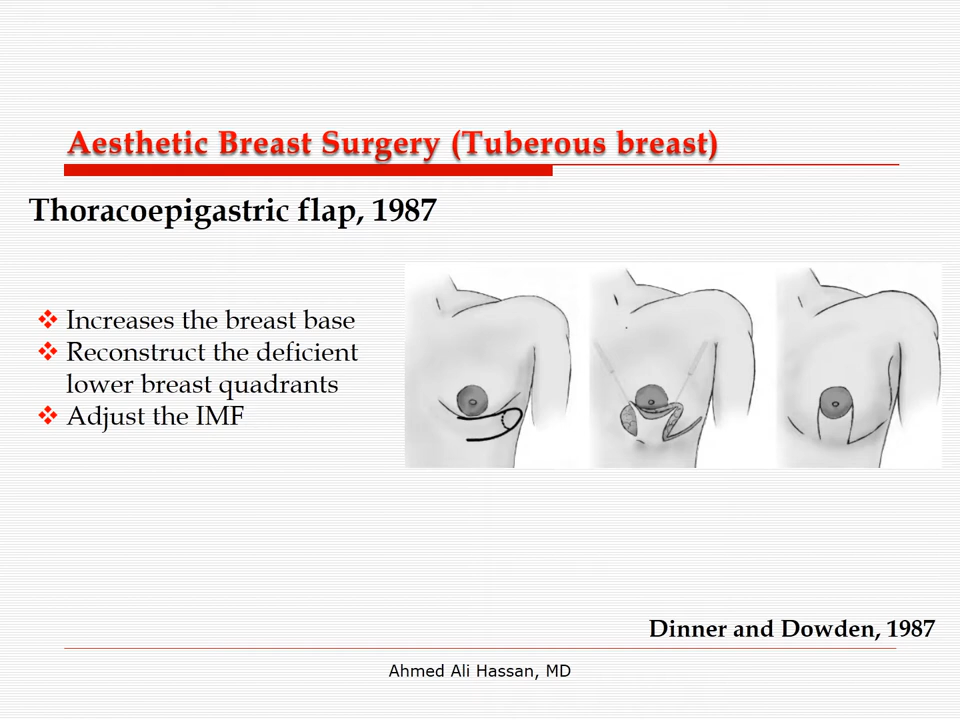 Aesthetic Breast Surgery (Tuberous breast)
Thoracoepigastric flap, 1987
❖ Increases the breast base
❖ Reconstruct the deficient
lower breast quadrants
❖ Adjust the IMF
Dinner and Dowden, 1987
Ahmed Ali Hassan, MD